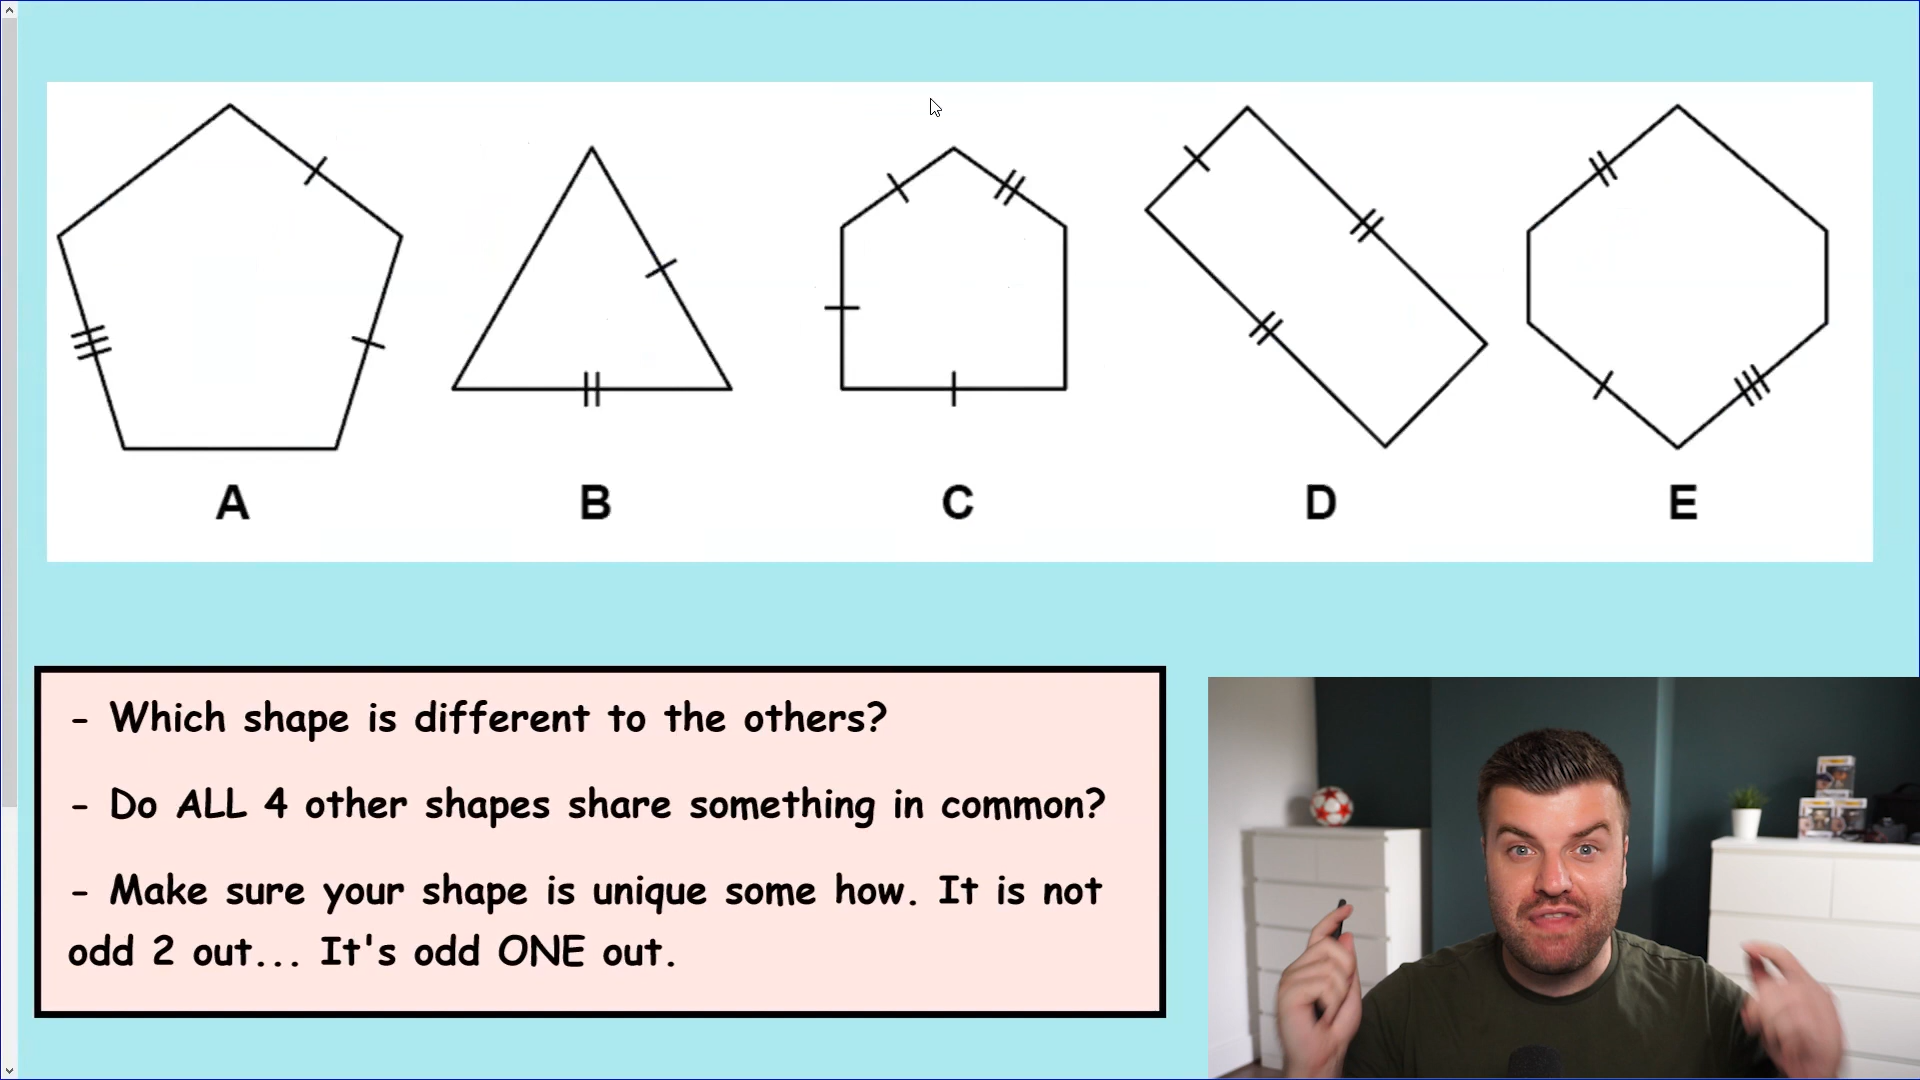 A B C D E
- Which shape is different to the others?
- Do ALL 4 other shapes share something in common?
- Make sure your shape is unique some how. It is not
odd 2 out... It's odd ONE out.